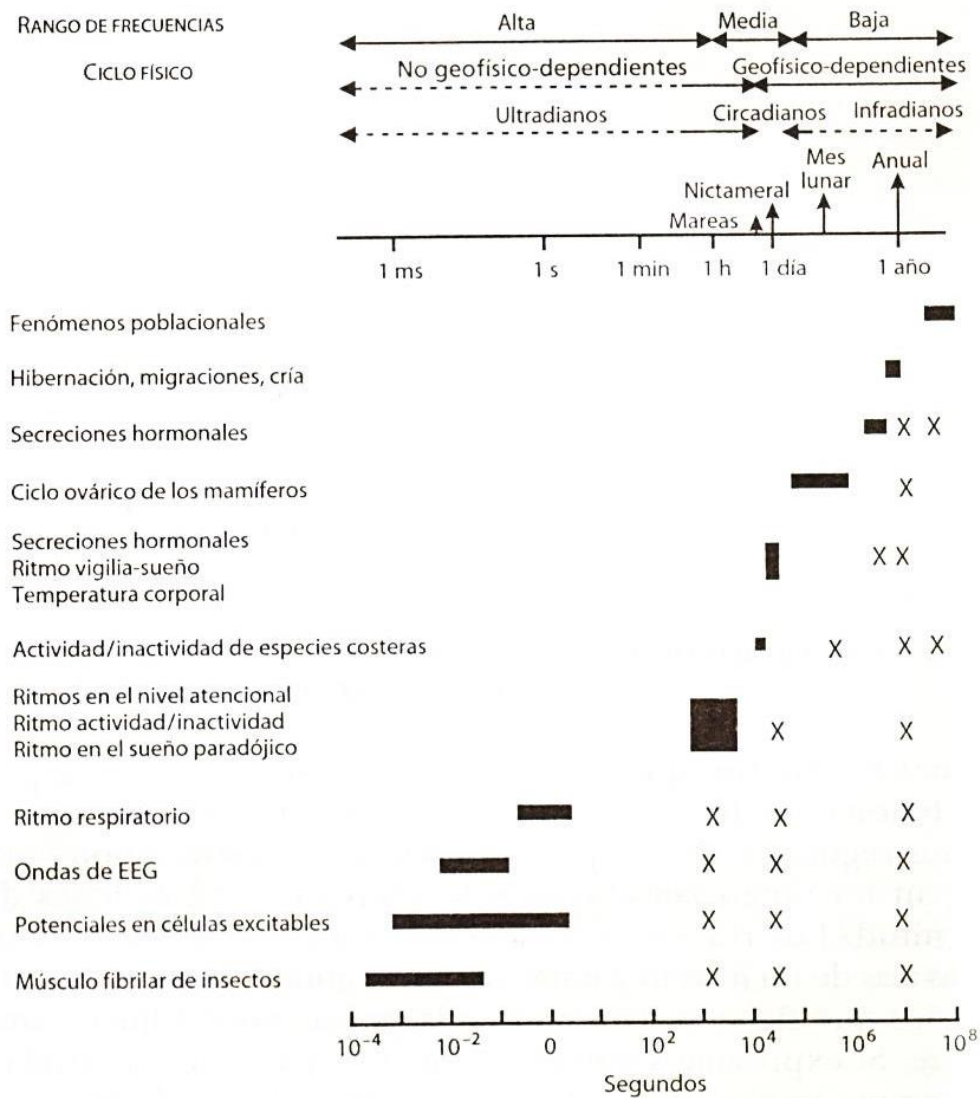 RANGO DE FRECUENCIAS
Alta
Media
Baja
CICLO FÍSICO
No geofísico-dependientes
Geofísico-dependientes
Ultradianos
Circadianos
Infradianos
Mareas
Nictameral
Mes
lunar
Anual
1 ms
1 s
1 min
1 h
1 día
1 año
Fenómenos poblacionales
Hibernación, migraciones, cría
Secreciones hormonales X X
Ciclo ovárico de los mamíferos X
Secreciones hormonales
Ritmo vigilia-sueño X X
Temperatura corporal
Actividad/inactividad de especies costeras X X X
Ritmos en el nivel atencional
Ritmo actividad/inactividad X X
Ritmo en el sueño paradójico
Ritmo respiratorio X X X
Ondas de EEG X X X
Potenciales en células excitables X X X
Músculo fibrilar de insectos X X X
10⁻⁴ 10⁻² 0 10² 10⁴ 10⁶ 10⁸
Segundos